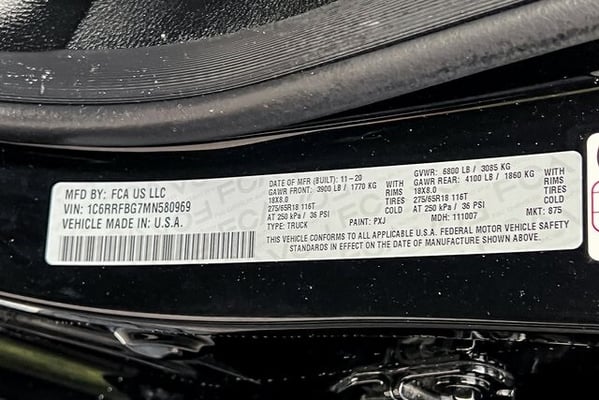 MFD BY: FCA US LLC
VIN: 1C6RRFBG7MN580969
VEHICLE MADE IN: U.S.A.
DATE OF MFR (BUILT): 11-20 GVWR: 6800 LB / 3085 KG
GAWR FRONT: 3900 LB / 1770 KG WITH GAWR REAR: 4100 LB / 1860 KG WITH
18X8.0 RIMS 18X8.0 RIMS
275/65R18 116T TIRES 275/65R18 116T TIRES
AT 250 kPa / 36 PSI COLD AT 250 kPa / 36 PSI COLD
TYPE: TRUCK PAINT: PXJ MDH: 111007 MKT: 875
THIS VEHICLE CONFORMS TO ALL APPLICABLE U.S.A. FEDERAL MOTOR VEHICLE SAFETY
STANDARDS IN EFFECT ON THE DATE OF MANUFACTURE SHOWN ABOVE.